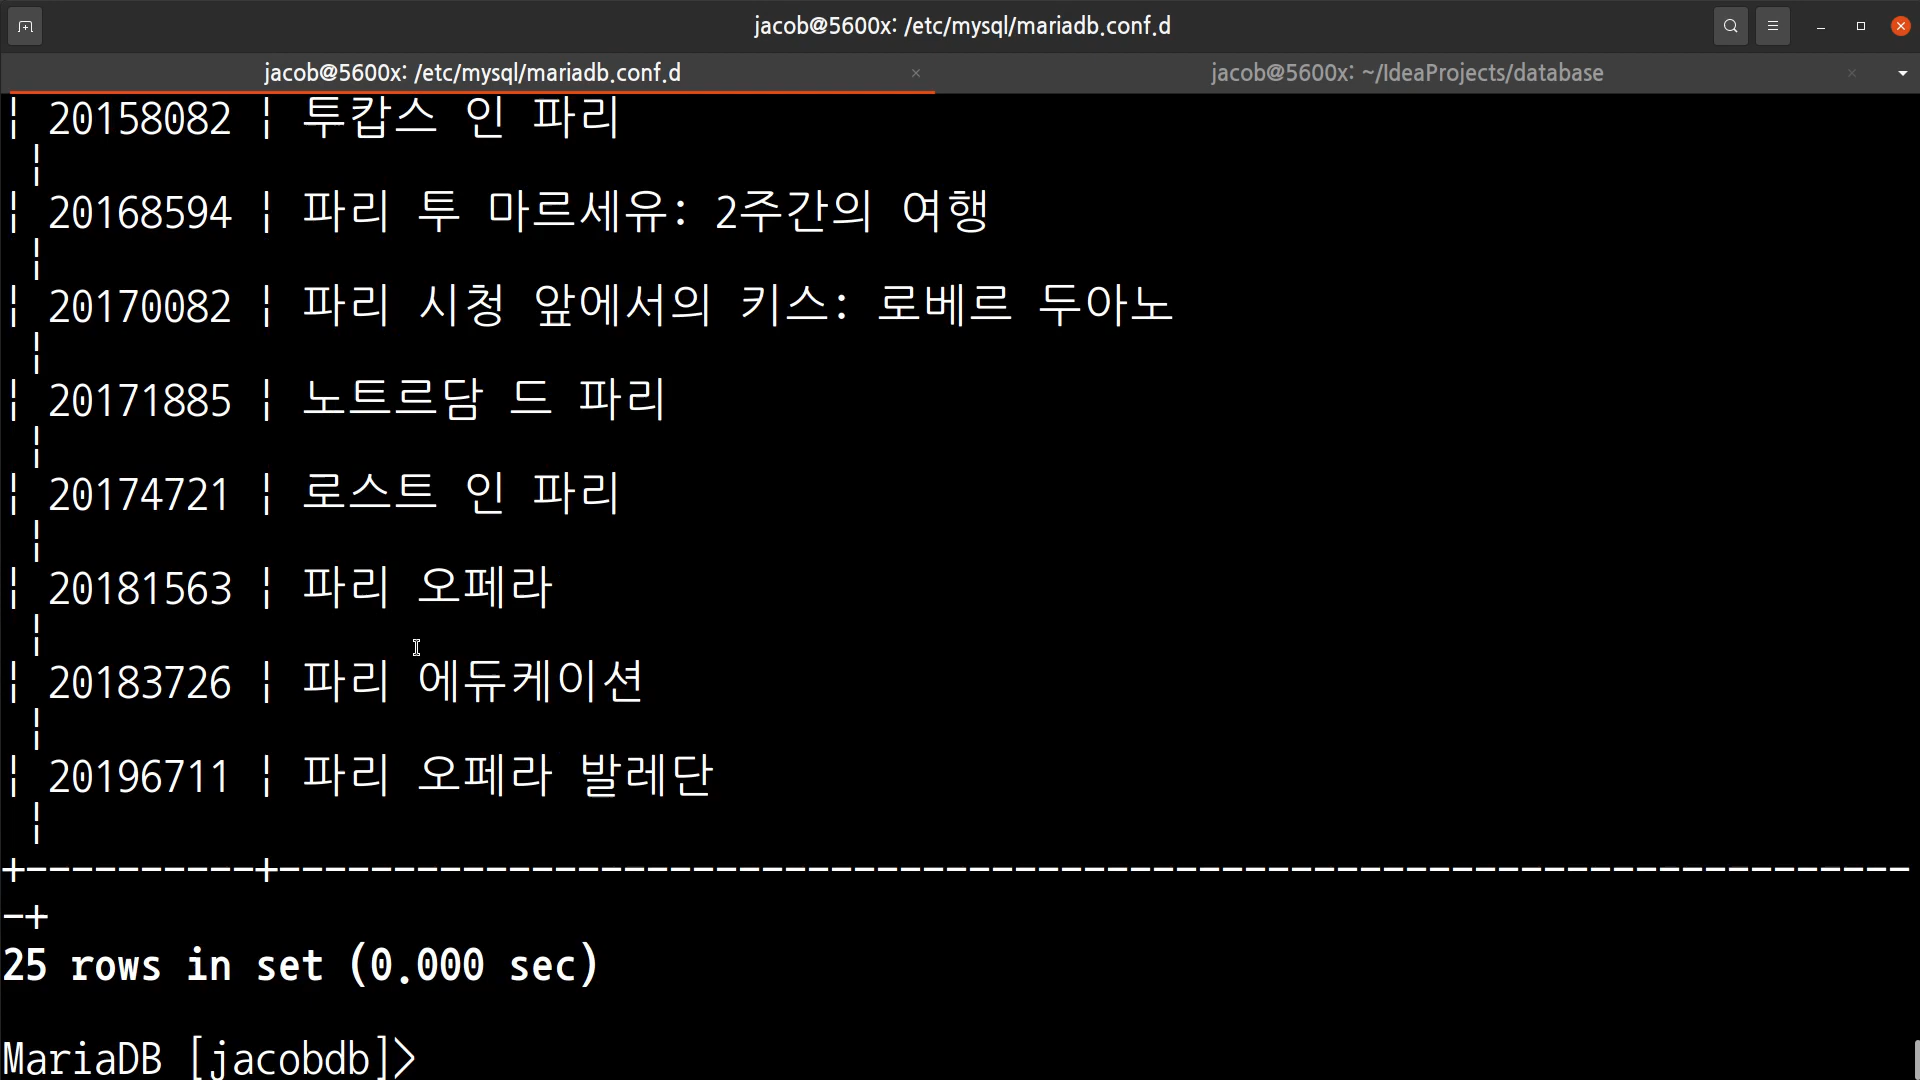 jacob@5600x: /etc/mysql/mariadb.conf.d
jacob@5600x: /etc/mysql/mariadb.conf.d × jacob@5600x: ~/IdeaProjects/database ×
¦ 20158082 ¦ 투캅스 인 파리
¦
¦ 20168594 ¦ 파리 투 마르세유: 2주간의 여행
¦
¦ 20170082 ¦ 파리 시청 앞에서의 키스: 로베르 두아노
¦
¦ 20171885 ¦ 노트르담 드 파리
¦
¦ 20174721 ¦ 로스트 인 파리
¦
¦ 20181563 ¦ 파리 오페라
¦
¦ 20183726 ¦ 파리 에듀케이션
¦
¦ 20196711 ¦ 파리 오페라 발레단
¦
+----------+-----------------------------------------------------------------------
-+
25 rows in set (0.000 sec)
MariaDB [jacobdb]>